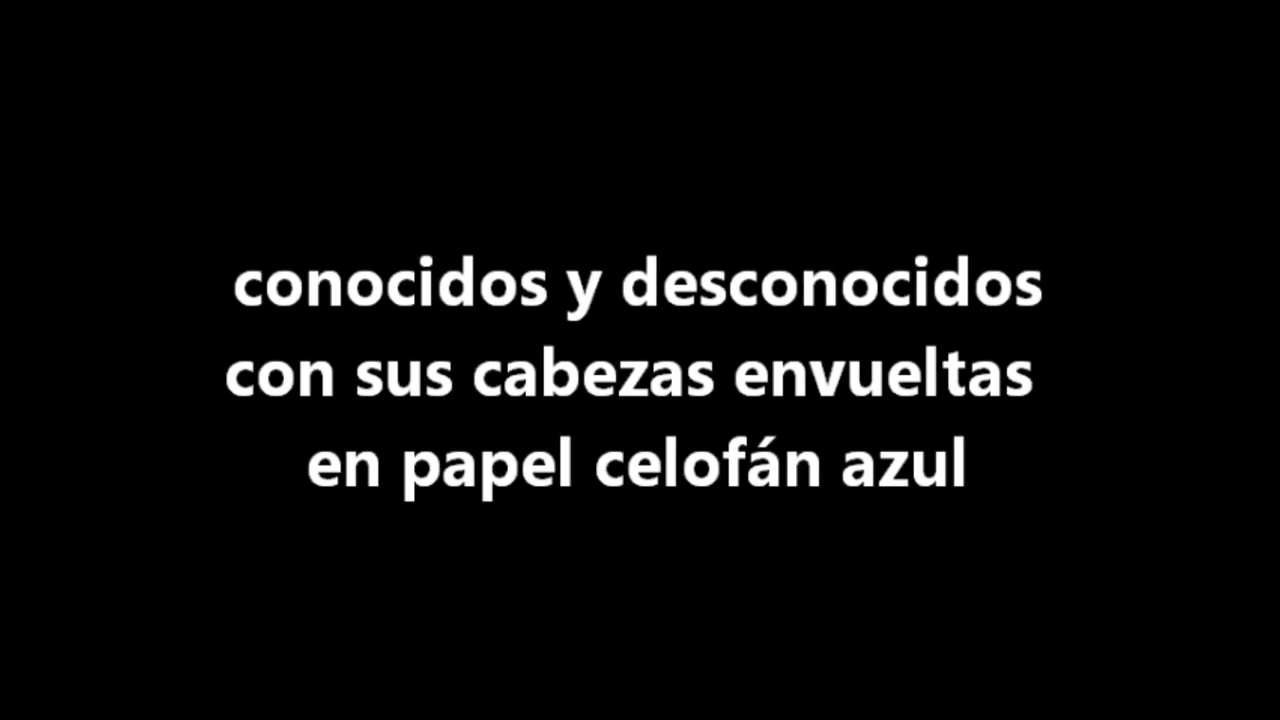 conocidos y desconocidos
con sus cabezas envueltas
en papel celofán azul